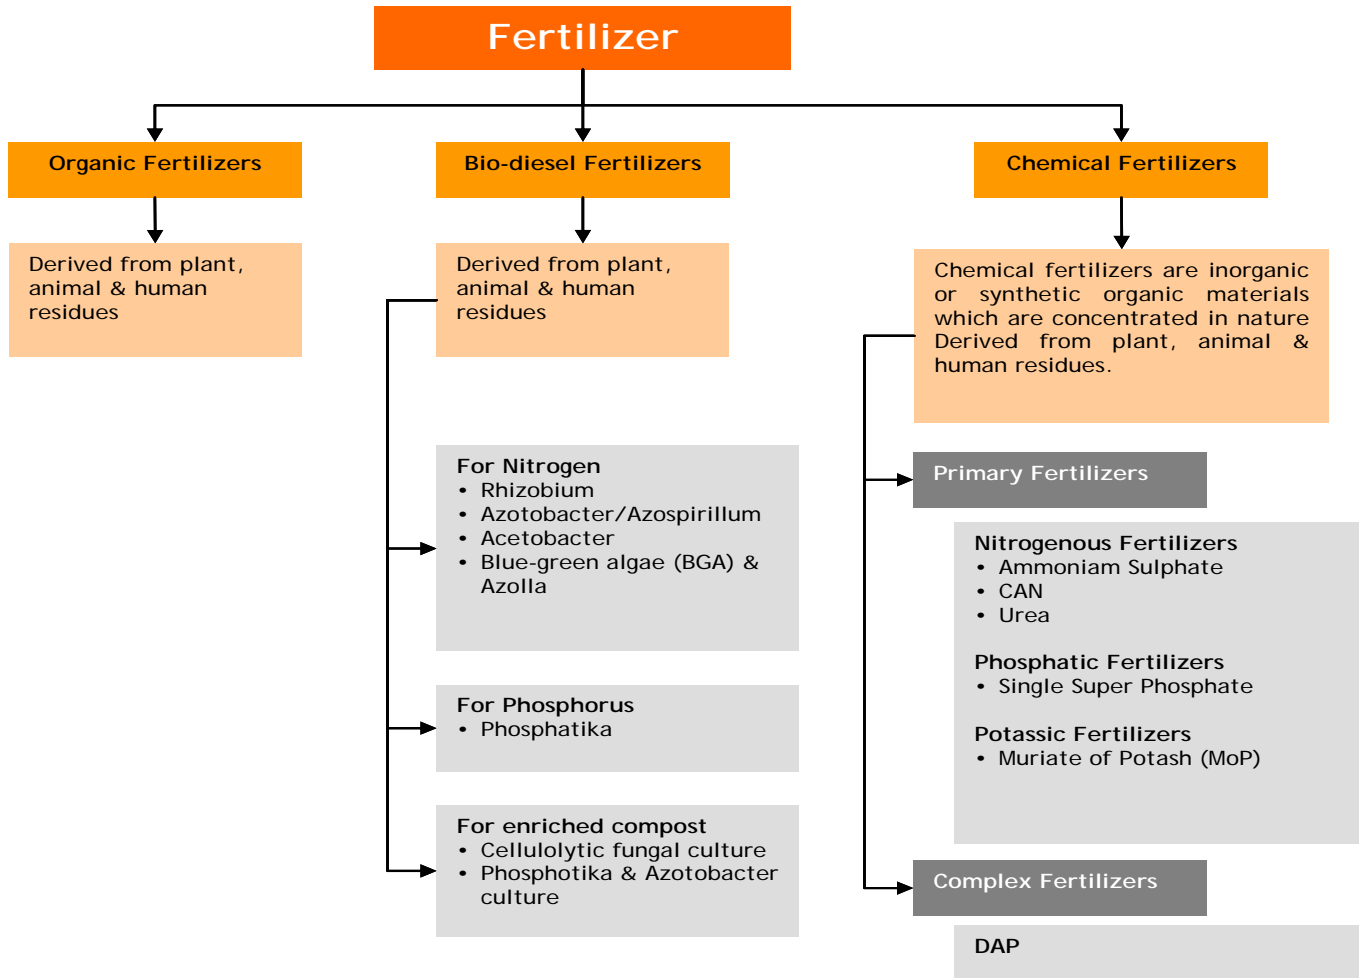 Fertilizer
Organic Fertilizers
Derived from plant,
animal & human
residues
Bio-diesel Fertilizers
Derived from plant,
animal & human
residues
For Nitrogen
• Rhizobium
• Azotobacter/Azospirillum
• Acetobacter
• Blue-green algae (BGA) &
Azolla
For Phosphorus
• Phosphatika
For enriched compost
• Cellulolytic fungal culture
• Phosphotika & Azotobacter
culture
Chemical Fertilizers
Chemical fertilizers are inorganic
or synthetic organic materials
which are concentrated in nature
Derived from plant, animal &
human residues.
Primary Fertilizers
Nitrogenous Fertilizers
• Ammoniam Sulphate
• CAN
• Urea
Phosphatic Fertilizers
• Single Super Phosphate
Potassic Fertilizers
• Muriate of Potash (MoP)
Complex Fertilizers
DAP